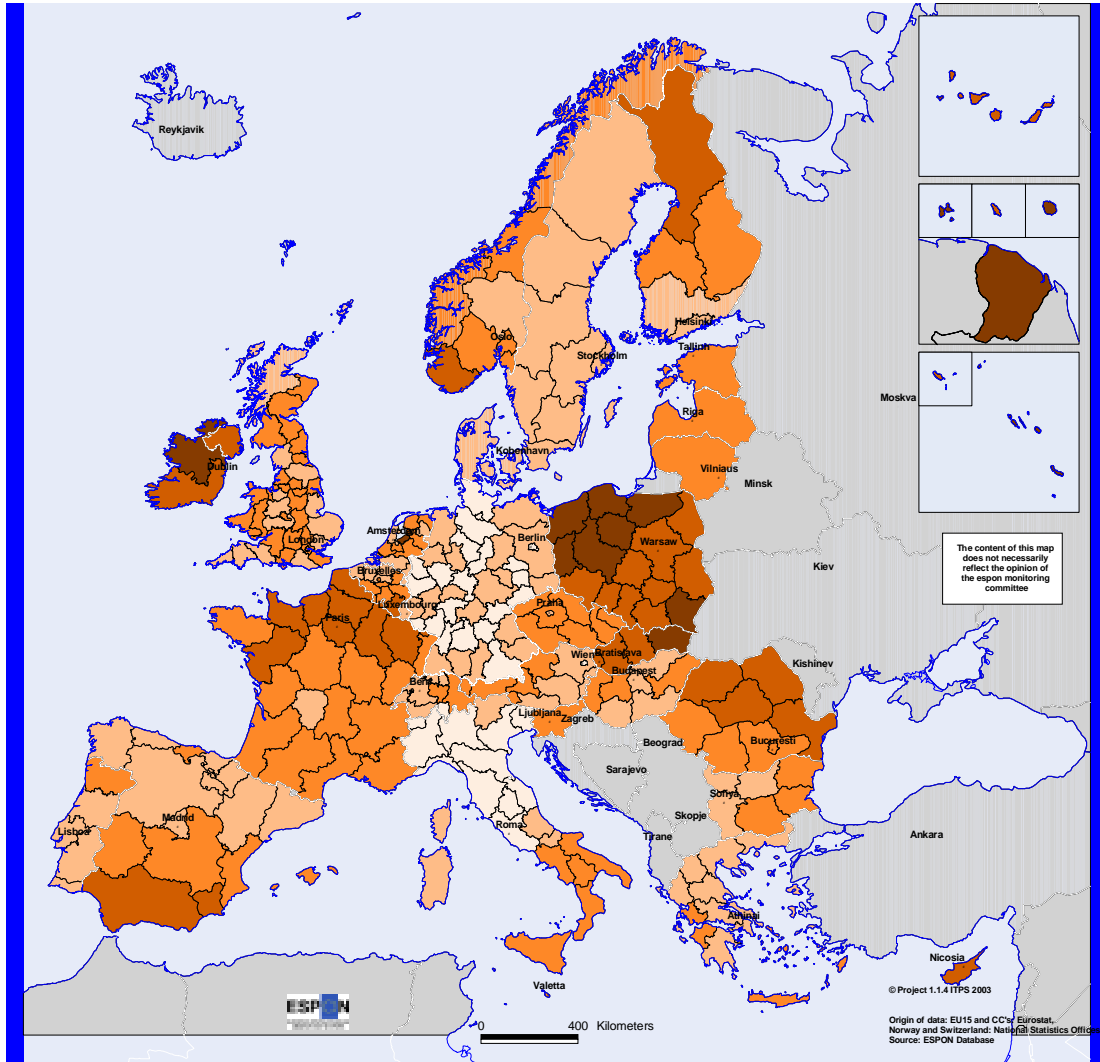 Reykjavik
Oslo
Helsinki
Tallinn
Stockholm
Riga
Moskva
Kobenhavn
Vilniaus
Minsk
Dublin
Amsterdam
London
Berlin
Warsaw
Bruxelles
Kiev
Luxembourg
Praha
Paris
Wien
Bratislava
Kishinev
Budapest
Bern
Ljubljana
Zagreb
Beograd
Bucuresti
Sarajevo
Sofiya
Madrid
Skopje
Roma
Lisboa
Tirane
Ankara
Athinai
Nicosia
Valetta
The content of this map
does not necessarily
reflect the opinion of
the espon monitoring
committee
© Project 1.1.4 ITPS 2003
ESPON
0 400 Kilometers
Origin of data: EU15 and CC's: Eurostat,
Norway and Switzerland: National Statistics Offices
Source: ESPON Database